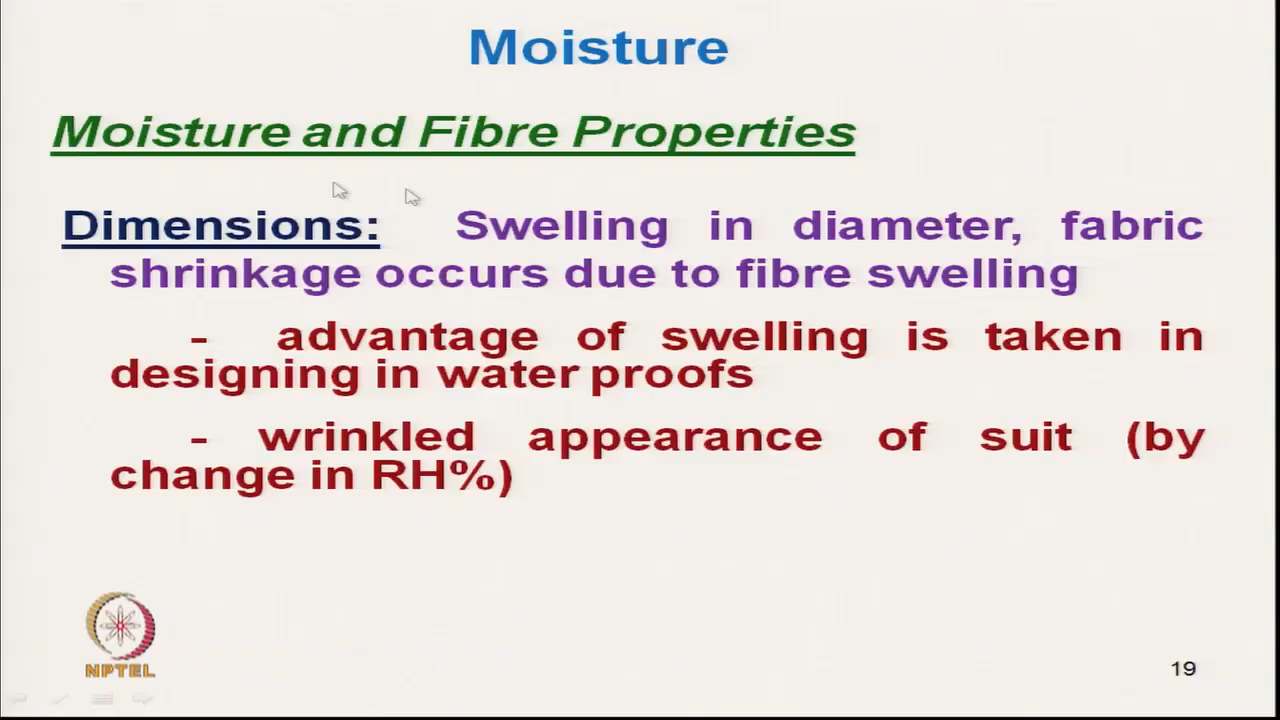 Moisture
Moisture and Fibre Properties
Dimensions: Swelling in diameter, fabric
shrinkage occurs due to fibre swelling
- advantage of swelling is taken in
designing in water proofs
- wrinkled appearance of suit (by
change in RH%)
NPTEL
19